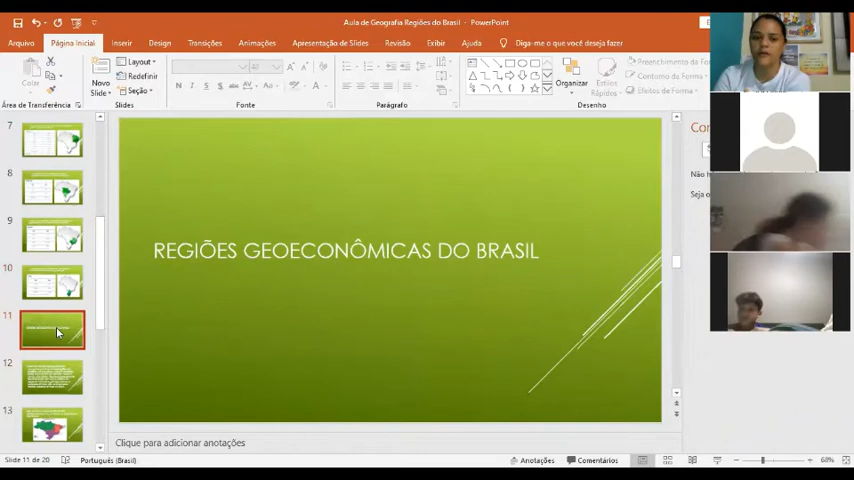 Aula de Geografia Regiões do Brasil - PowerPoint
Arquivo Página Inicial Inserir Design Transições Animações Apresentação de Slides Revisão Exibir Ajuda Diga-me o que você deseja fazer
Colar
Novo Slide
Layout
Redefinir
Seção
N I S
Organizar
Estilos Rápidos
Preenchimento da Forma
Contorno da Forma
Efeitos de Forma
Área de Transferência Slides Fonte Parágrafo Desenho
7
8
9
10
11
12
13
REGIÕES GEOECONÔMICAS DO BRASIL
Não h
Seja o
Clique para adicionar anotações
Slide 11 de 20 Português (Brasil) Anotações Comentários 68%